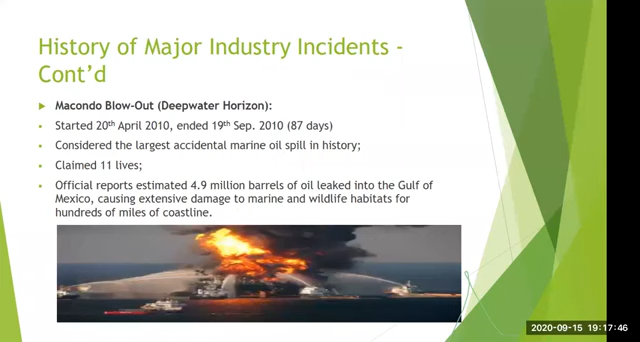 History of Major Industry Incidents -
Cont’d
Macondo Blow-Out (Deepwater Horizon):
Started 20th April 2010, ended 19th Sep. 2010 (87 days)
Considered the largest accidental marine oil spill in history;
Claimed 11 lives;
Official reports estimated 4.9 million barrels of oil leaked into the Gulf of
Mexico, causing extensive damage to marine and wildlife habitats for
hundreds of miles of coastline.
2020-09-15 19:17:46